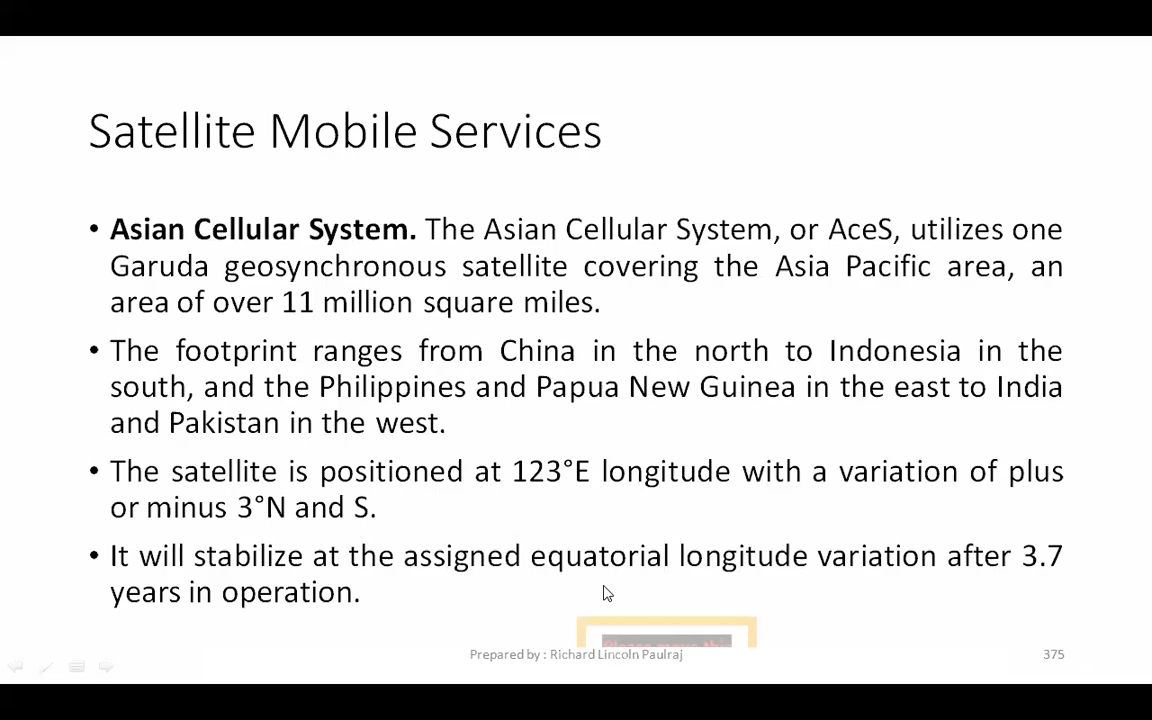 Satellite Mobile Services
• Asian Cellular System. The Asian Cellular System, or AceS, utilizes one
Garuda geosynchronous satellite covering the Asia Pacific area, an
area of over 11 million square miles.
• The footprint ranges from China in the north to Indonesia in the
south, and the Philippines and Papua New Guinea in the east to India
and Pakistan in the west.
• The satellite is positioned at 123°E longitude with a variation of plus
or minus 3°N and S.
• It will stabilize at the assigned equatorial longitude variation after 3.7
years in operation.
Prepared by : Richard Lincoln Paulraj
375